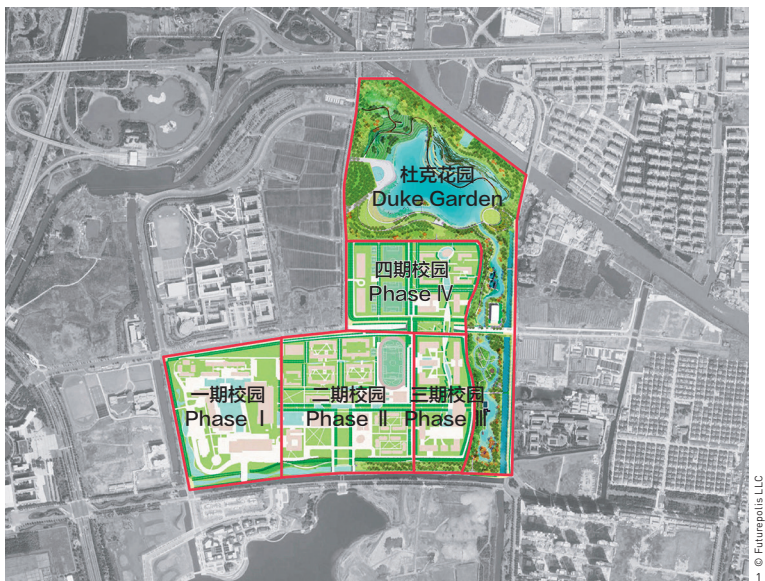 杜克花园
Duke Garden
四期校园
Phase Ⅳ
一期校园
Phase Ⅰ
二期校园
Phase Ⅱ
三期校园
Phase Ⅲ
© Futurepolis LLC
1